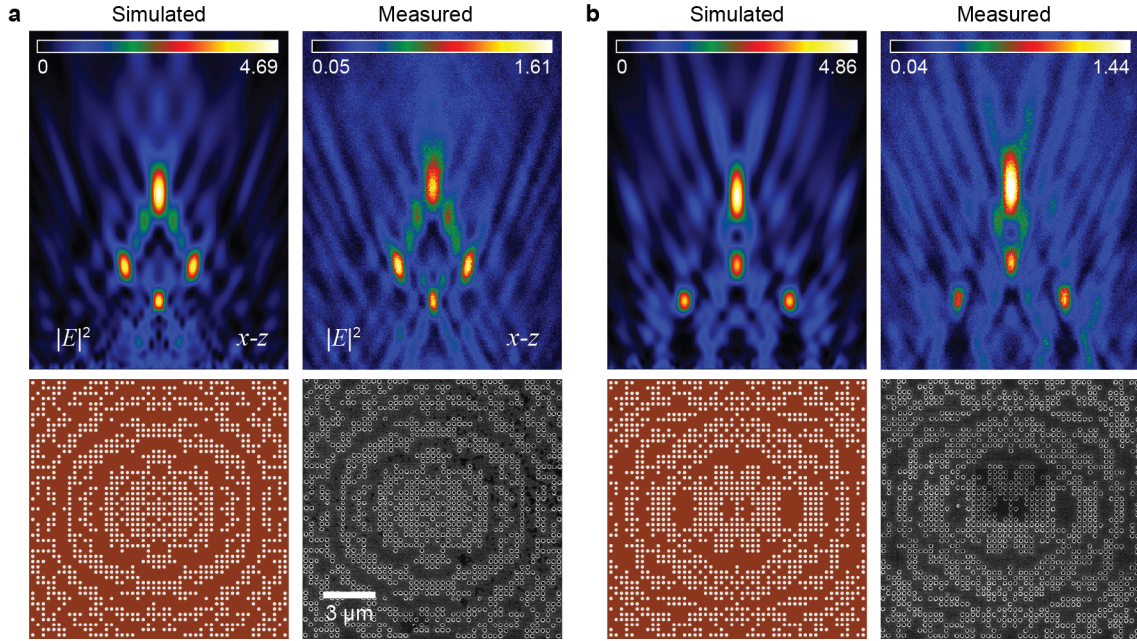 a Simulated Measured b Simulated Measured
0 4.69 0.05 1.61 0 4.86 0.04 1.44
|E|² x-z |E|² x-z
3 μm